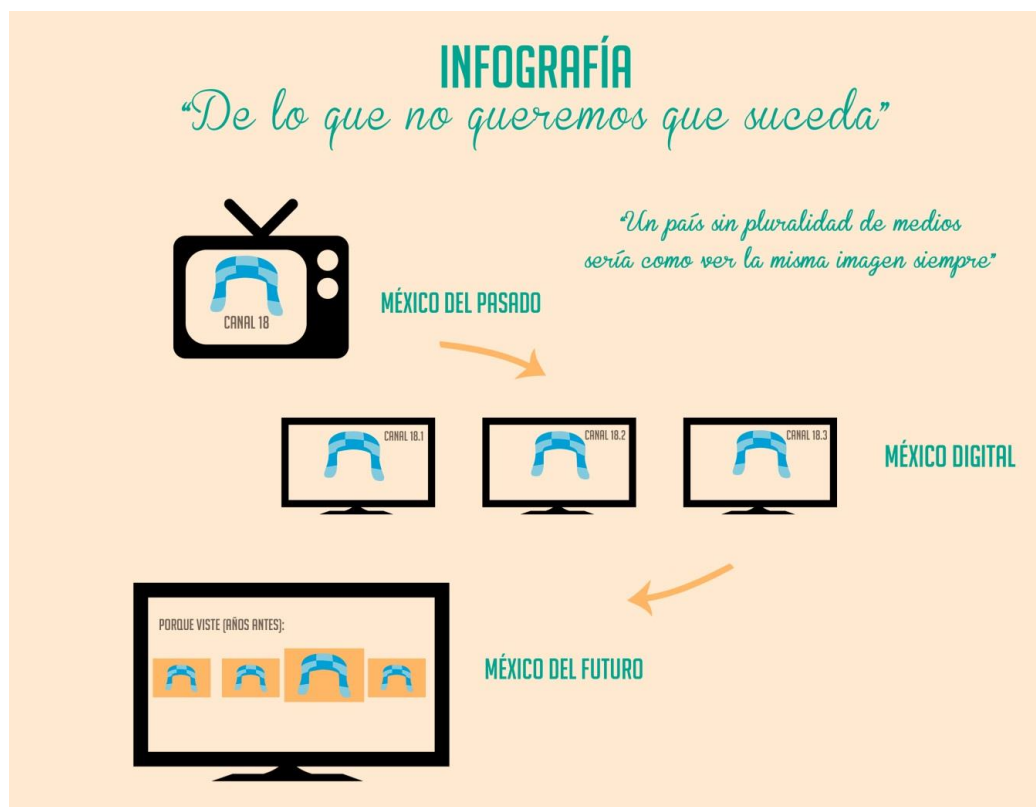 INFOGRAFÍA
"De lo que no queremos que suceda"
"Un país sin pluralidad de medios
sería como ver la misma imagen siempre"
CANAL 18
MÉXICO DEL PASADO
CANAL 18.1
CANAL 18.2
CANAL 18.3
MÉXICO DIGITAL
PORQUE VISTE (AÑOS ANTES):
MÉXICO DEL FUTURO